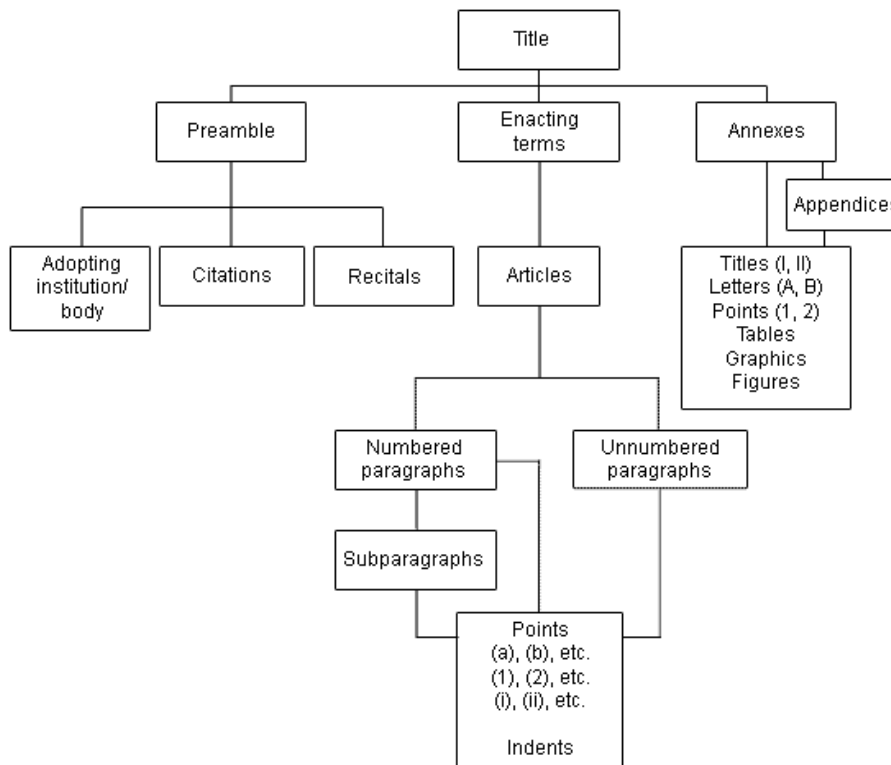 Title
Preamble
Enacting
terms
Annexes
Appendices
Adopting
institution/
body
Citations
Recitals
Articles
Titles (I, II)
Letters (A, B)
Points (1, 2)
Tables
Graphics
Figures
Numbered
paragraphs
Unnumbered
paragraphs
Subparagraphs
Points
(a), (b), etc.
(1), (2), etc.
(i), (ii), etc.
Indents